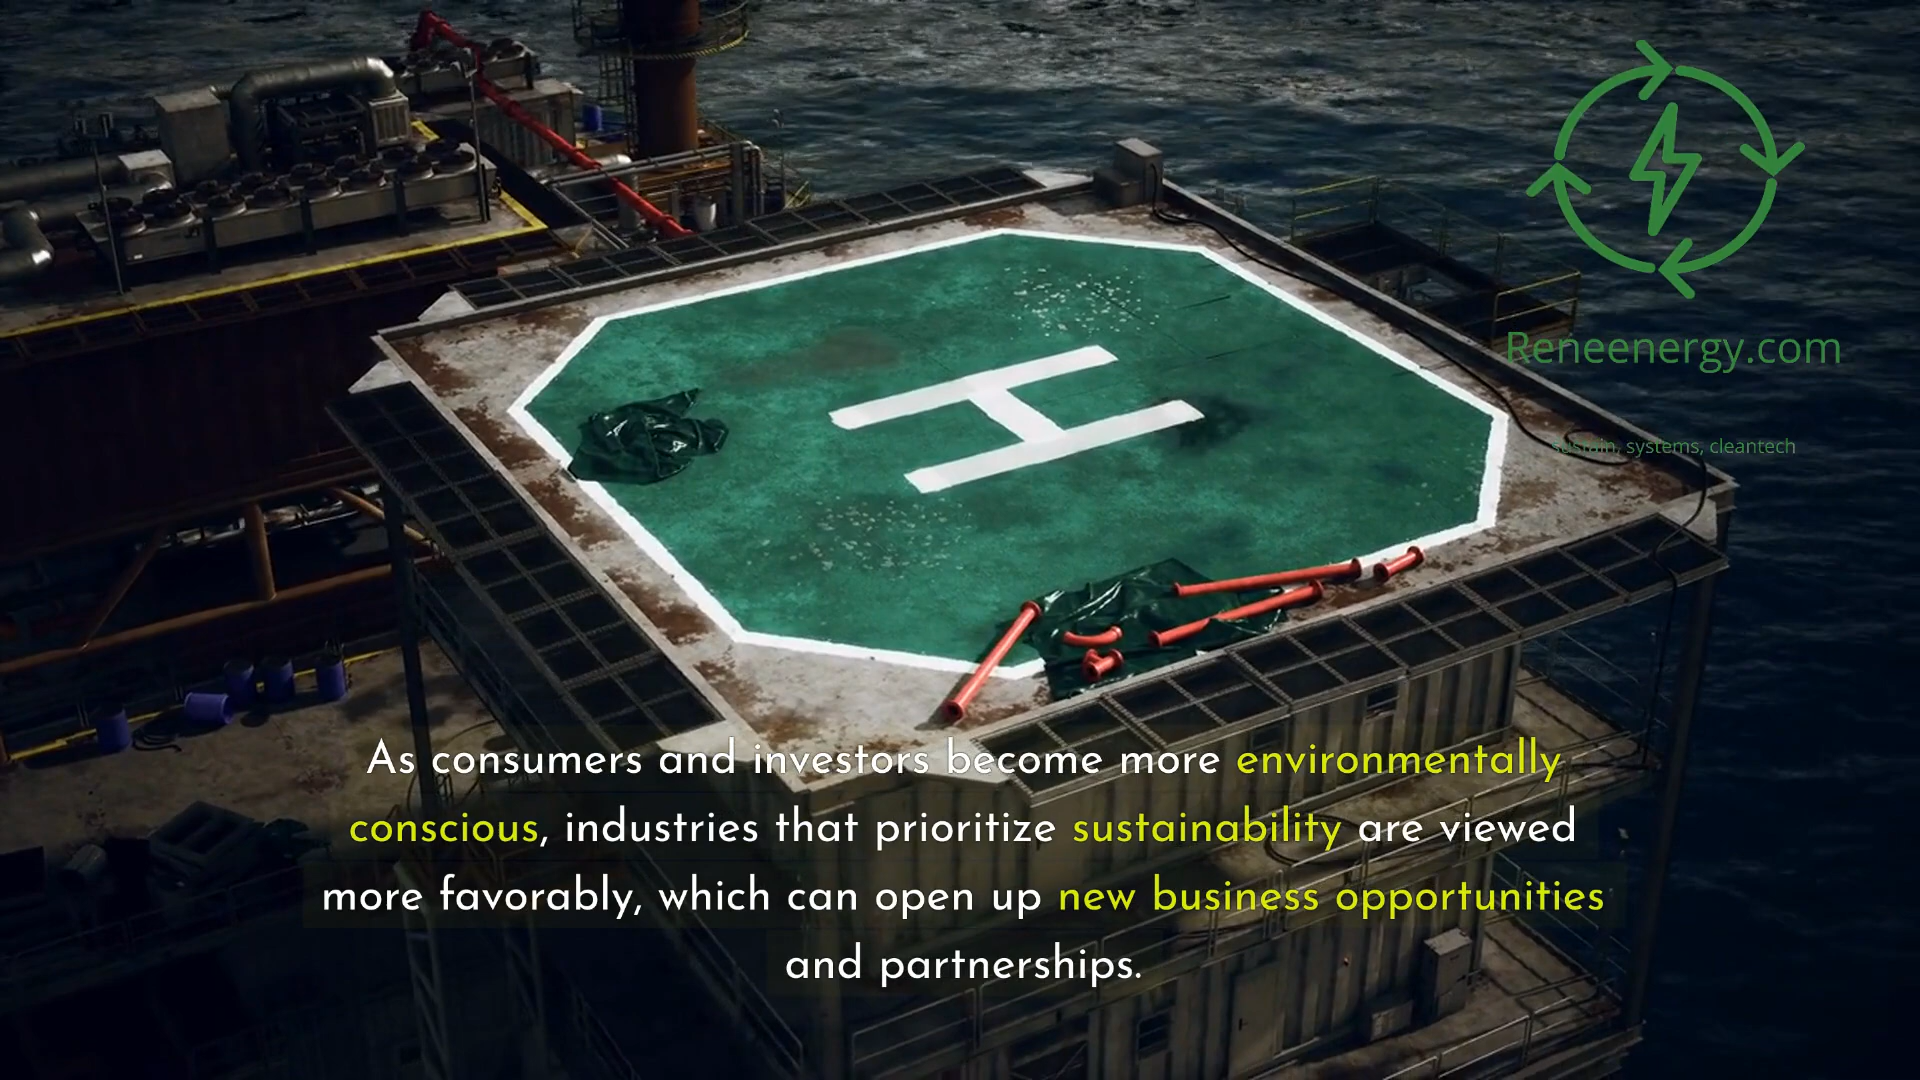 Reneenergy.com
sustain, systems, cleantech
H
As consumers and investors become more environmentally
conscious, industries that prioritize sustainability are viewed
more favorably, which can open up new business opportunities
and partnerships.